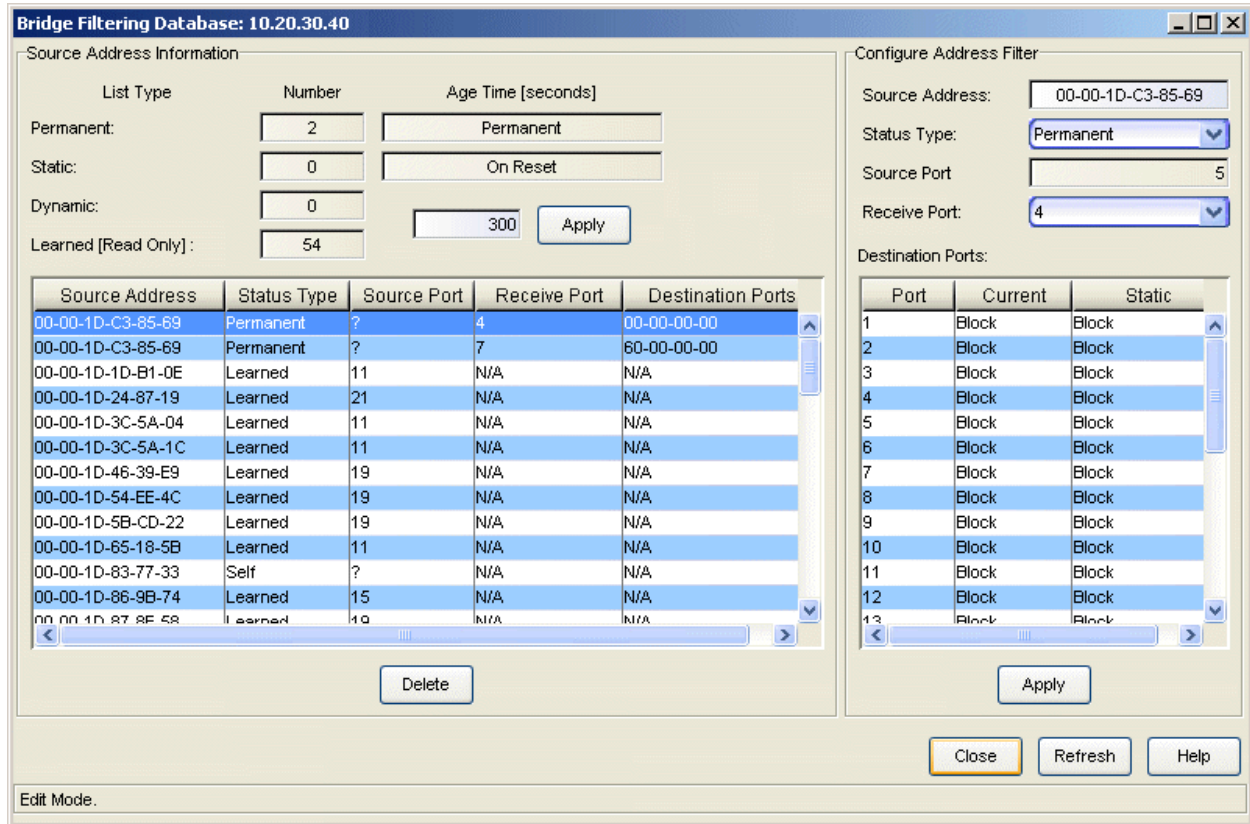 Bridge Filtering Database: 10.20.30.40
Source Address Information
List Type Number Age Time [seconds]
Permanent: 2 Permanent
Static: 0 On Reset
Dynamic: 0
300 Apply
Learned [Read Only] : 54
Source Address Status Type Source Port Receive Port Destination Ports
00-00-1D-C3-85-69 Permanent ? 4 00-00-00-00
00-00-1D-C3-85-69 Permanent ? 7 60-00-00-00
00-00-1D-1D-B1-0E Learned 11 N/A N/A
00-00-1D-24-87-19 Learned 21 N/A N/A
00-00-1D-3C-5A-04 Learned 11 N/A N/A
00-00-1D-3C-5A-1C Learned 11 N/A N/A
00-00-1D-46-39-E9 Learned 19 N/A N/A
00-00-1D-54-EE-4C Learned 19 N/A N/A
00-00-1D-5B-CD-22 Learned 19 N/A N/A
00-00-1D-65-18-5B Learned 11 N/A N/A
00-00-1D-83-77-33 Self ? N/A N/A
00-00-1D-86-9B-74 Learned 15 N/A N/A
00-00-1D-87-8F-58 Learned 19 N/A N/A
Delete
Configure Address Filter
Source Address: 00-00-1D-C3-85-69
Status Type: Permanent
Source Port 5
Receive Port: 4
Destination Ports:
Port Current Static
1 Block Block
2 Block Block
3 Block Block
4 Block Block
5 Block Block
6 Block Block
7 Block Block
8 Block Block
9 Block Block
10 Block Block
11 Block Block
12 Block Block
13 Block Block
Apply
Close Refresh Help
Edit Mode.